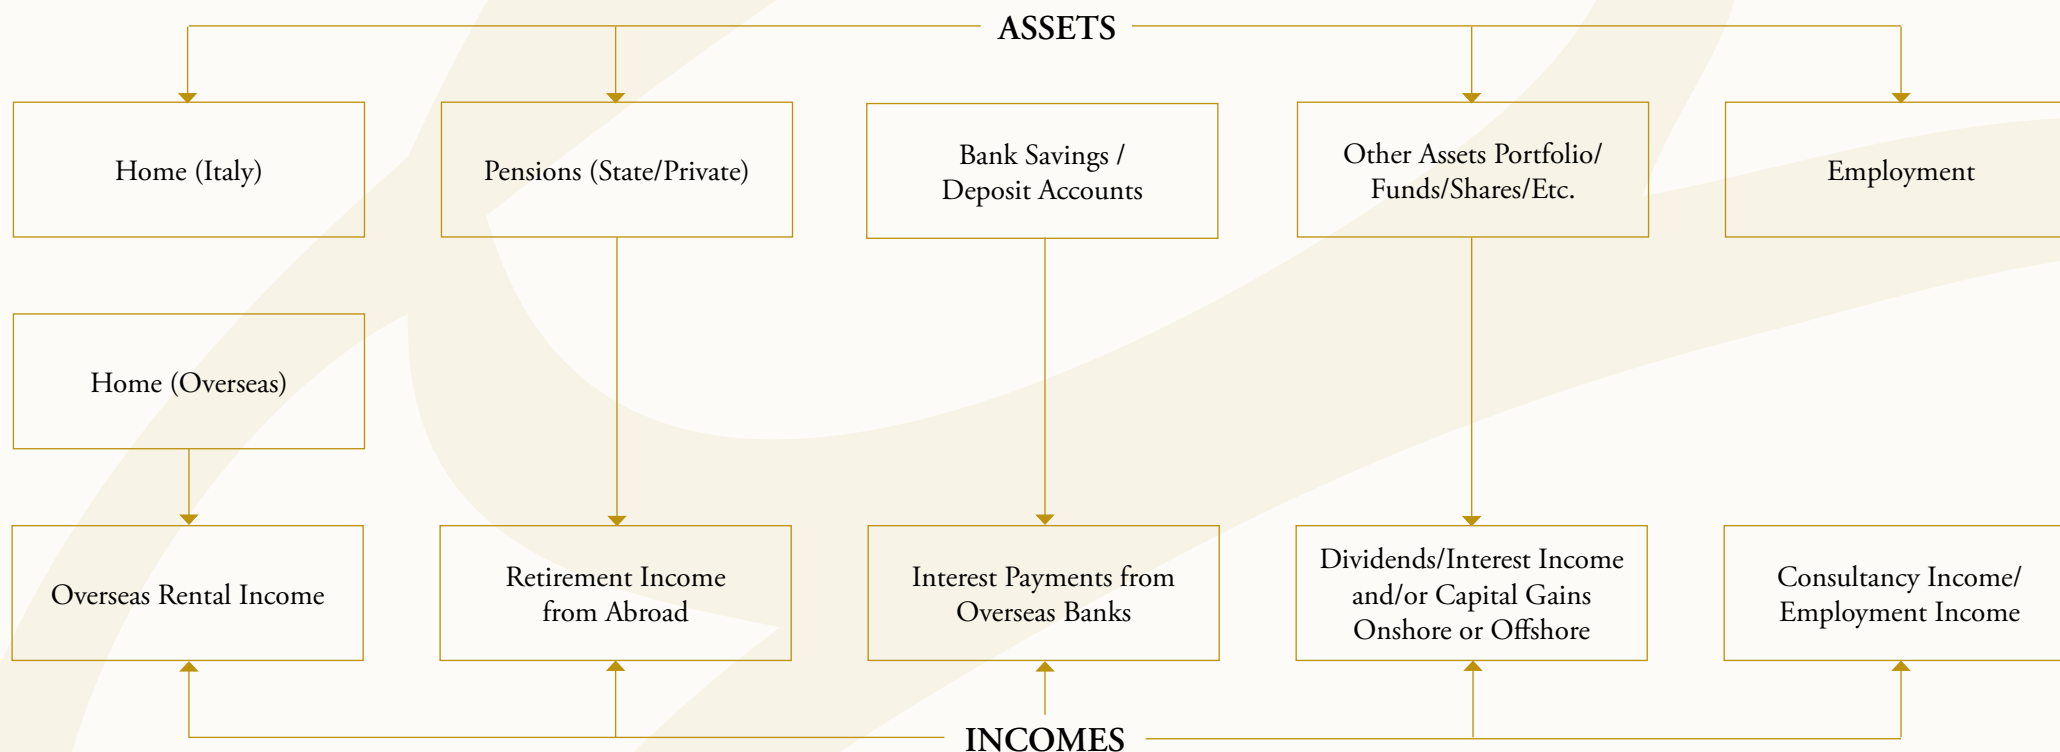 ASSETS
Home (Italy)
Pensions (State/Private)
Bank Savings /
Deposit Accounts
Other Assets Portfolio/
Funds/Shares/Etc.
Employment
Home (Overseas)
Overseas Rental Income
Retirement Income
from Abroad
Interest Payments from
Overseas Banks
Dividends/Interest Income
and/or Capital Gains
Onshore or Offshore
Consultancy Income/
Employment Income
INCOMES